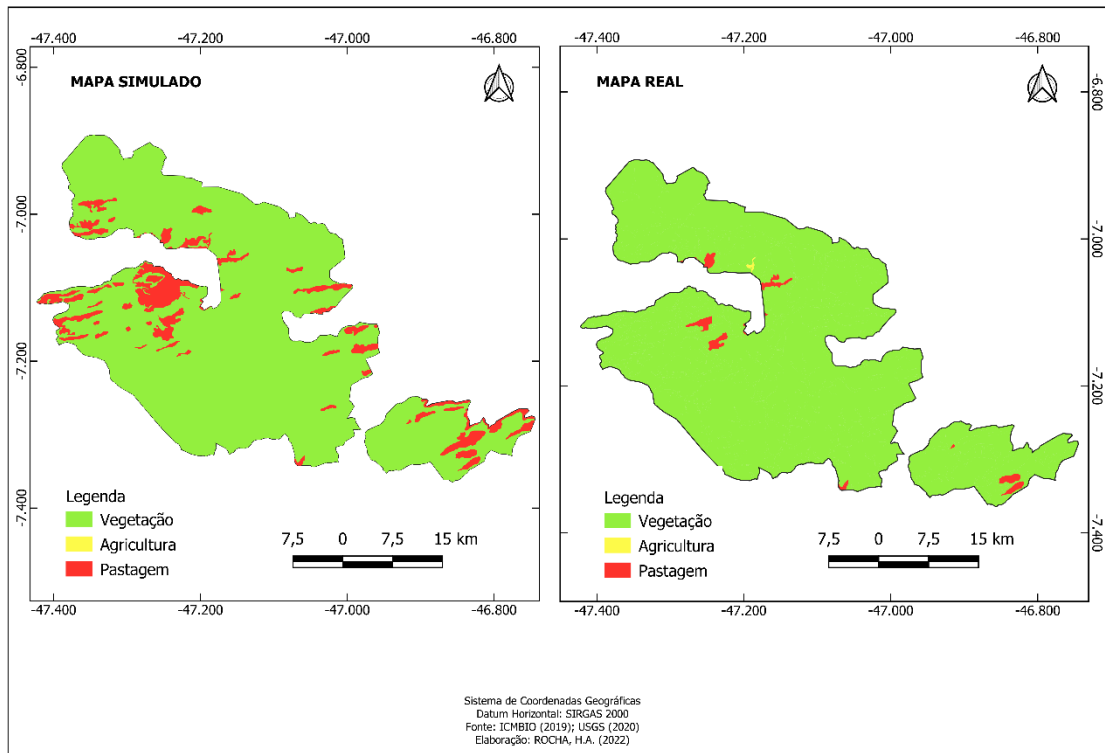 -47.400 -47.200 -47.000 -46.800
-6.800
-7.000
-7.200
-7.400
MAPA SIMULADO
Legenda
Vegetação
Agricultura
Pastagem
7,5 0 7,5 15 km
-47.400 -47.200 -47.000 -46.800
-47.400 -47.200 -47.000 -46.800
MAPA REAL
-6.800
-7.000
-7.200
-7.400
Legenda
Vegetação
Agricultura
Pastagem
7,5 0 7,5 15 km
-47.400 -47.200 -47.000 -46.800
Sistema de Coordenadas Geográficas
Datum Horizontal: SIRGAS 2000
Fonte: ICMBIO (2019); USGS (2020)
Elaboração: ROCHA, H.A. (2022)